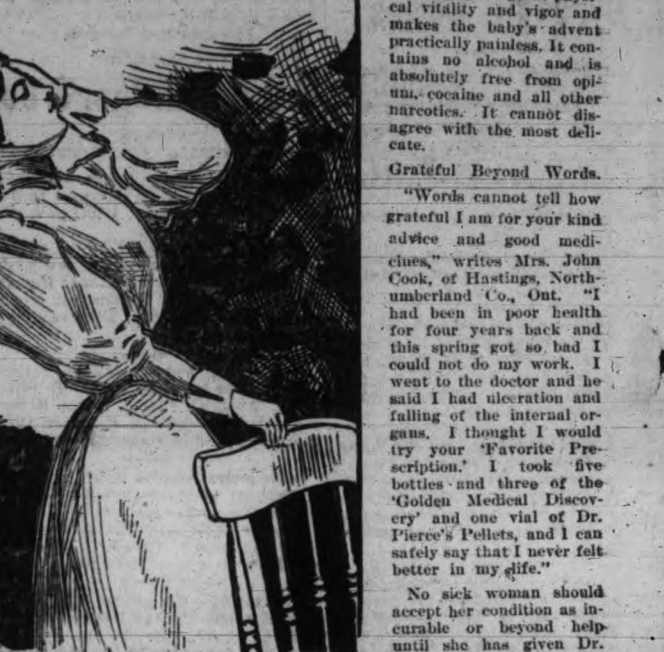 cal vitality and vigor and
makes the baby's advent
practically painless. It con-
tains no alcohol and is
absolutely free from opi-
um, cocaine and all other
narcotics. It cannot dis-
agree with the most deli-
cate.
Grateful Beyond Words.
"Words cannot tell how
grateful I am for your kind
advice and good medi-
cines," writes Mrs. John
Cook, of Hastings, North-
umberland Co., Ont. "I
had been in poor health
for four years back and
this spring got so bad I
could not do my work. I
went to the doctor and he
said I had ulceration and
falling of the internal or-
gans. I thought I would
try your 'Favorite Pre-
scription.' I took five
bottles and three of the
'Golden Medical Discov-
ery' and one vial of Dr.
Pierce's Pellets, and I can
safely say that I never felt
better in my life."
No sick woman should
accept her condition as in-
curable or beyond help
until she has given Dr.